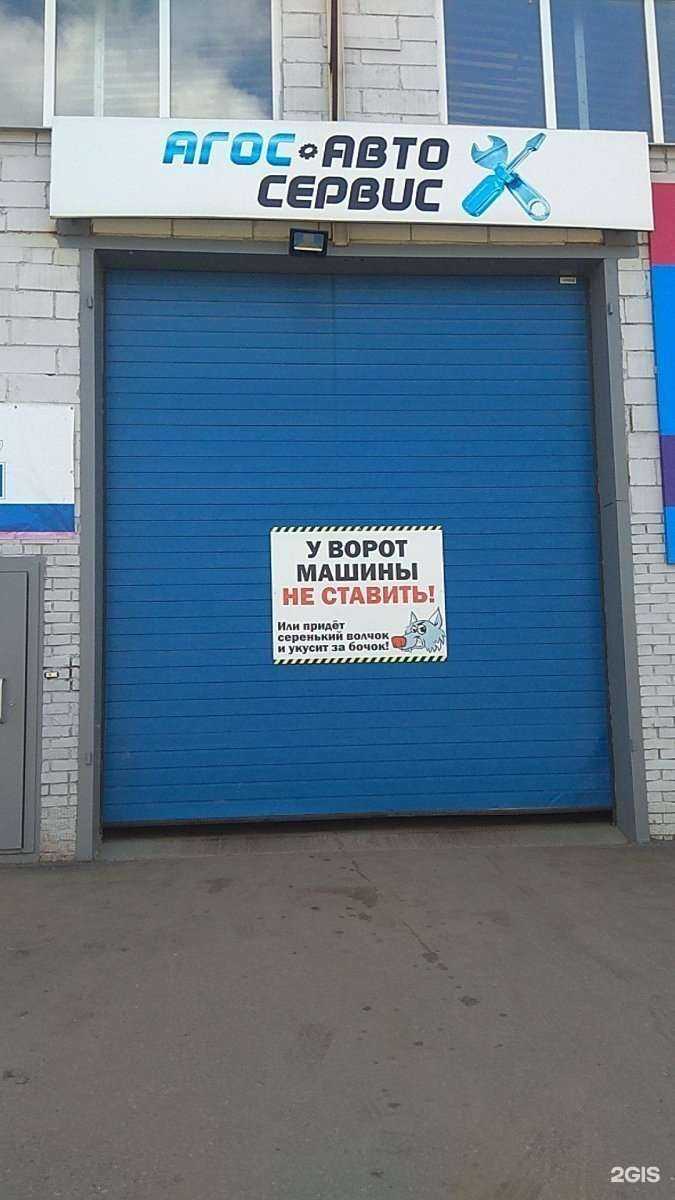 АГОС АВТО
СЕРВИС
У ВОРОТ
МАШИНЫ
НЕ СТАВИТЬ!
Или придёт
серенький волчок
и укусит за бочок!
2GIS